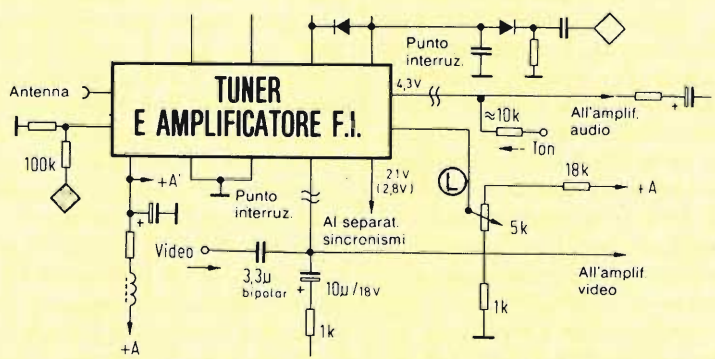 Punto
interruz.
4,3V
TUNER
E AMPLIFICATORE F.I.
Antenna
≈10k
All'amplif.
audio
+
Ton
100k
+A'
Punto
interruz.
21V
(2,8V)
L
18k
+A
5k
+
Al separat.
sincronismi
Video
3,3µ
bipolar
+
10µ/18V
All'amplif.
video
1k
1k
+A